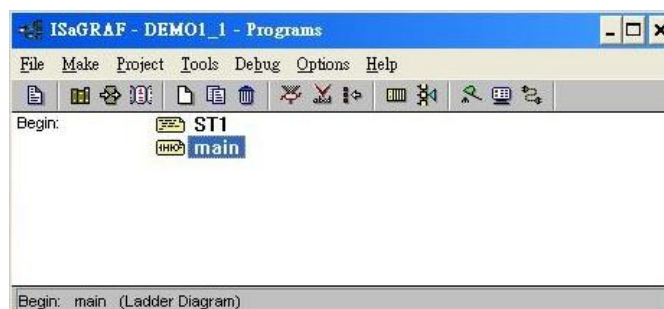 ISaGRAF - DEMO1_1 - Programs
File Make Project Tools Debug Options Help
Begin: ST1
main
Begin: main (Ladder Diagram)